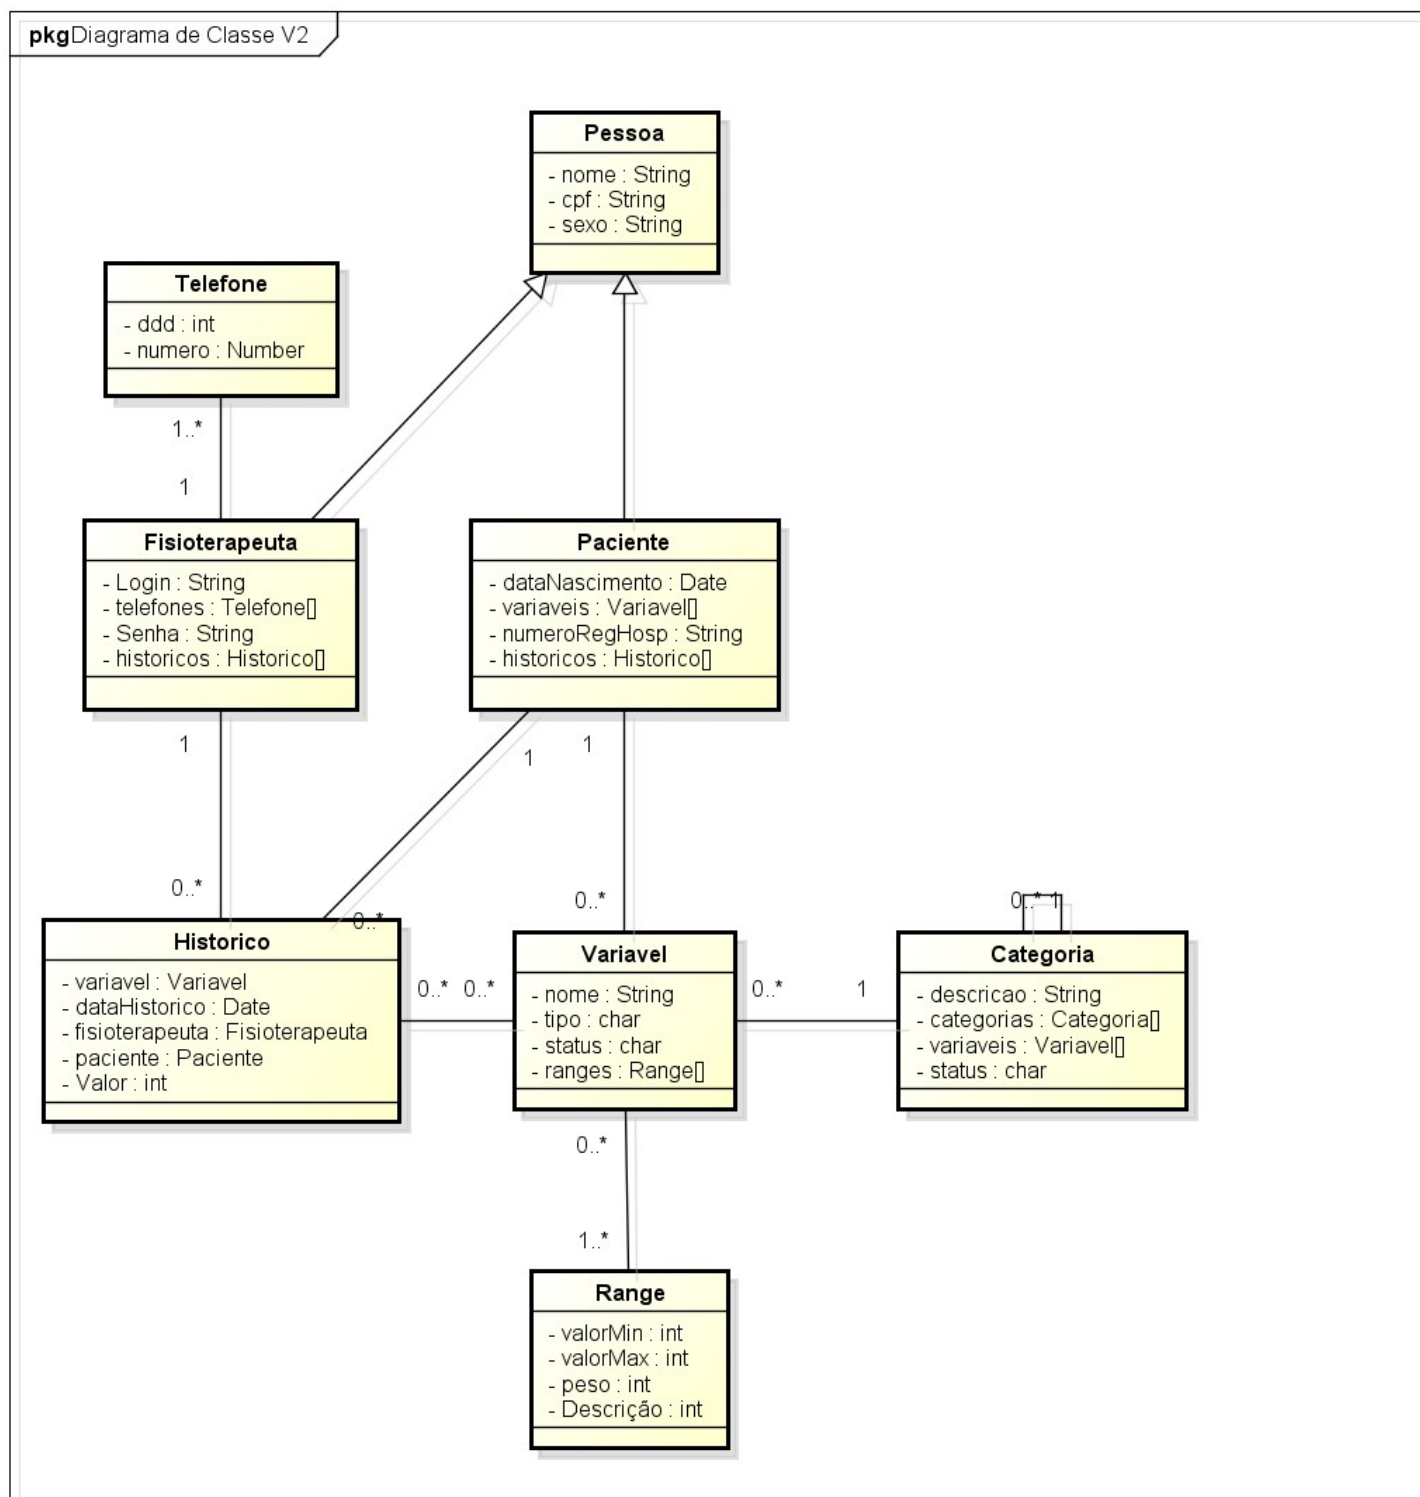 pkgDiagrama de Classe V2
Pessoa
- nome : String
- cpf : String
- sexo : String
Telefone
- ddd : int
- numero : Number
1..*
1
Fisioterapeuta
- Login : String
- telefones : Telefone[]
- Senha : String
- historicos : Historico[]
Paciente
- dataNascimento : Date
- variaveis : Variavel[]
- numeroRegHosp : String
- historicos : Historico[]
1
1
1
0..*
0..*
0..*
0..* 1
Historico
- variavel : Variavel
- dataHistorico : Date
- fisioterapeuta : Fisioterapeuta
- paciente : Paciente
- Valor : int
0..* 0..*
Variavel
- nome : String
- tipo : char
- status : char
- ranges : Range[]
0..* 1
Categoria
- descricao : String
- categorias : Categoria[]
- variaveis : Variavel[]
- status : char
0..*
1..*
Range
- valorMin : int
- valorMax : int
- peso : int
- Descrição : int